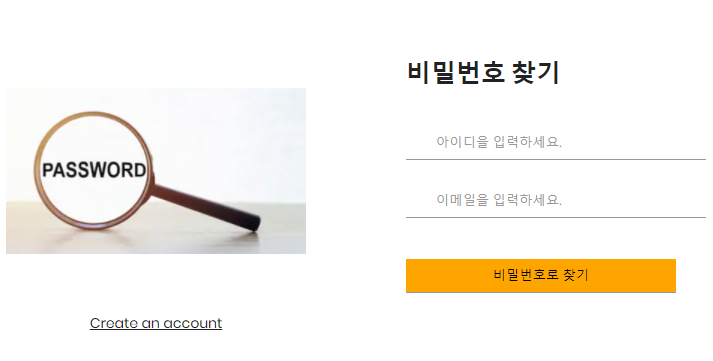 비밀번호 찾기
PASSWORD
아이디을 입력하세요.
이메일을 입력하세요.
비밀번호로 찾기
Create an account